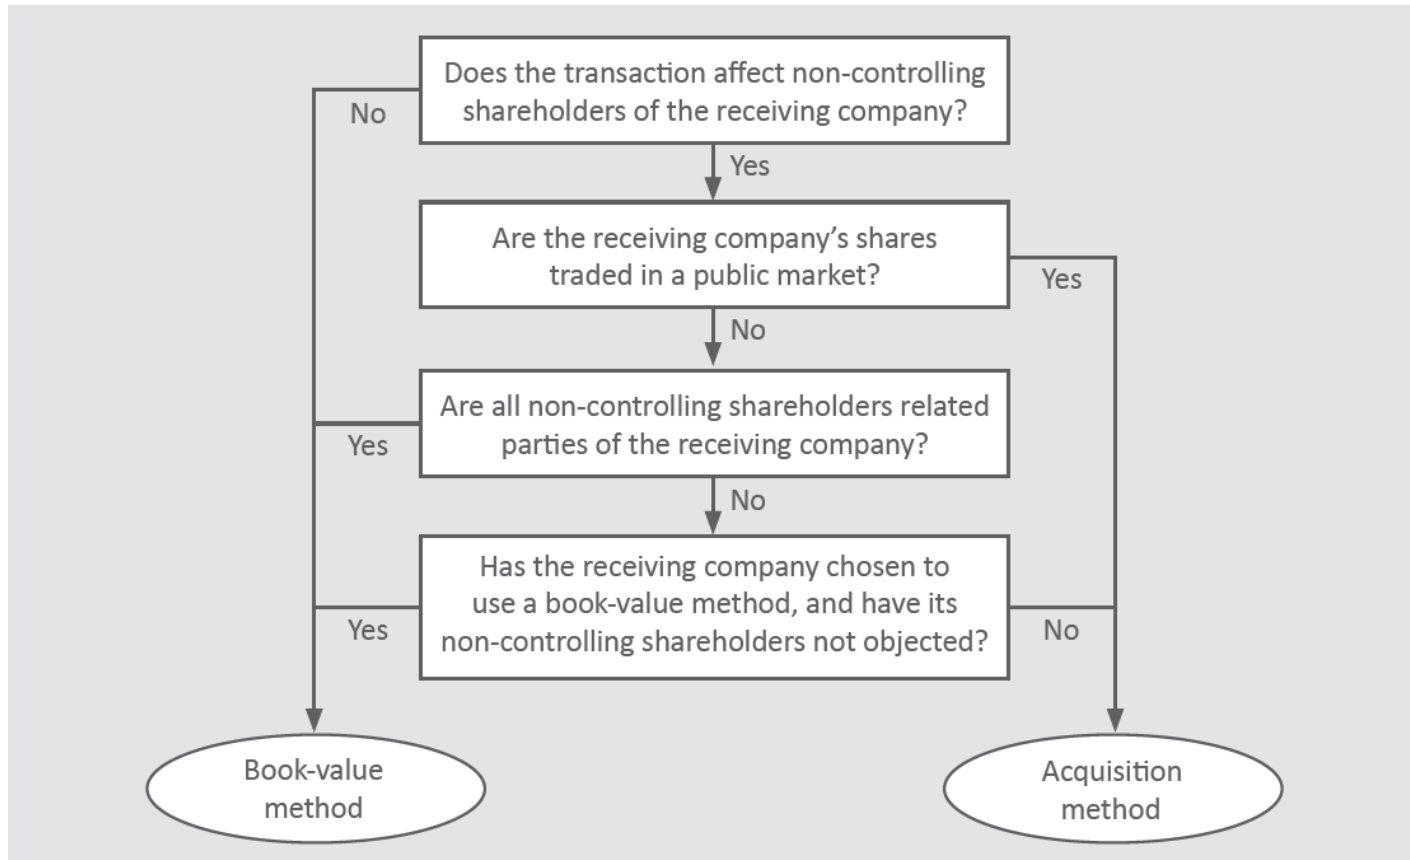 Does the transaction affect non-controlling
shareholders of the receiving company?
No
Yes
Are the receiving company’s shares
traded in a public market?
Yes
No
Are all non-controlling shareholders related
parties of the receiving company?
Yes
No
Has the receiving company chosen to
use a book-value method, and have its
non-controlling shareholders not objected?
Yes
No
Book-value
method
Acquisition
method